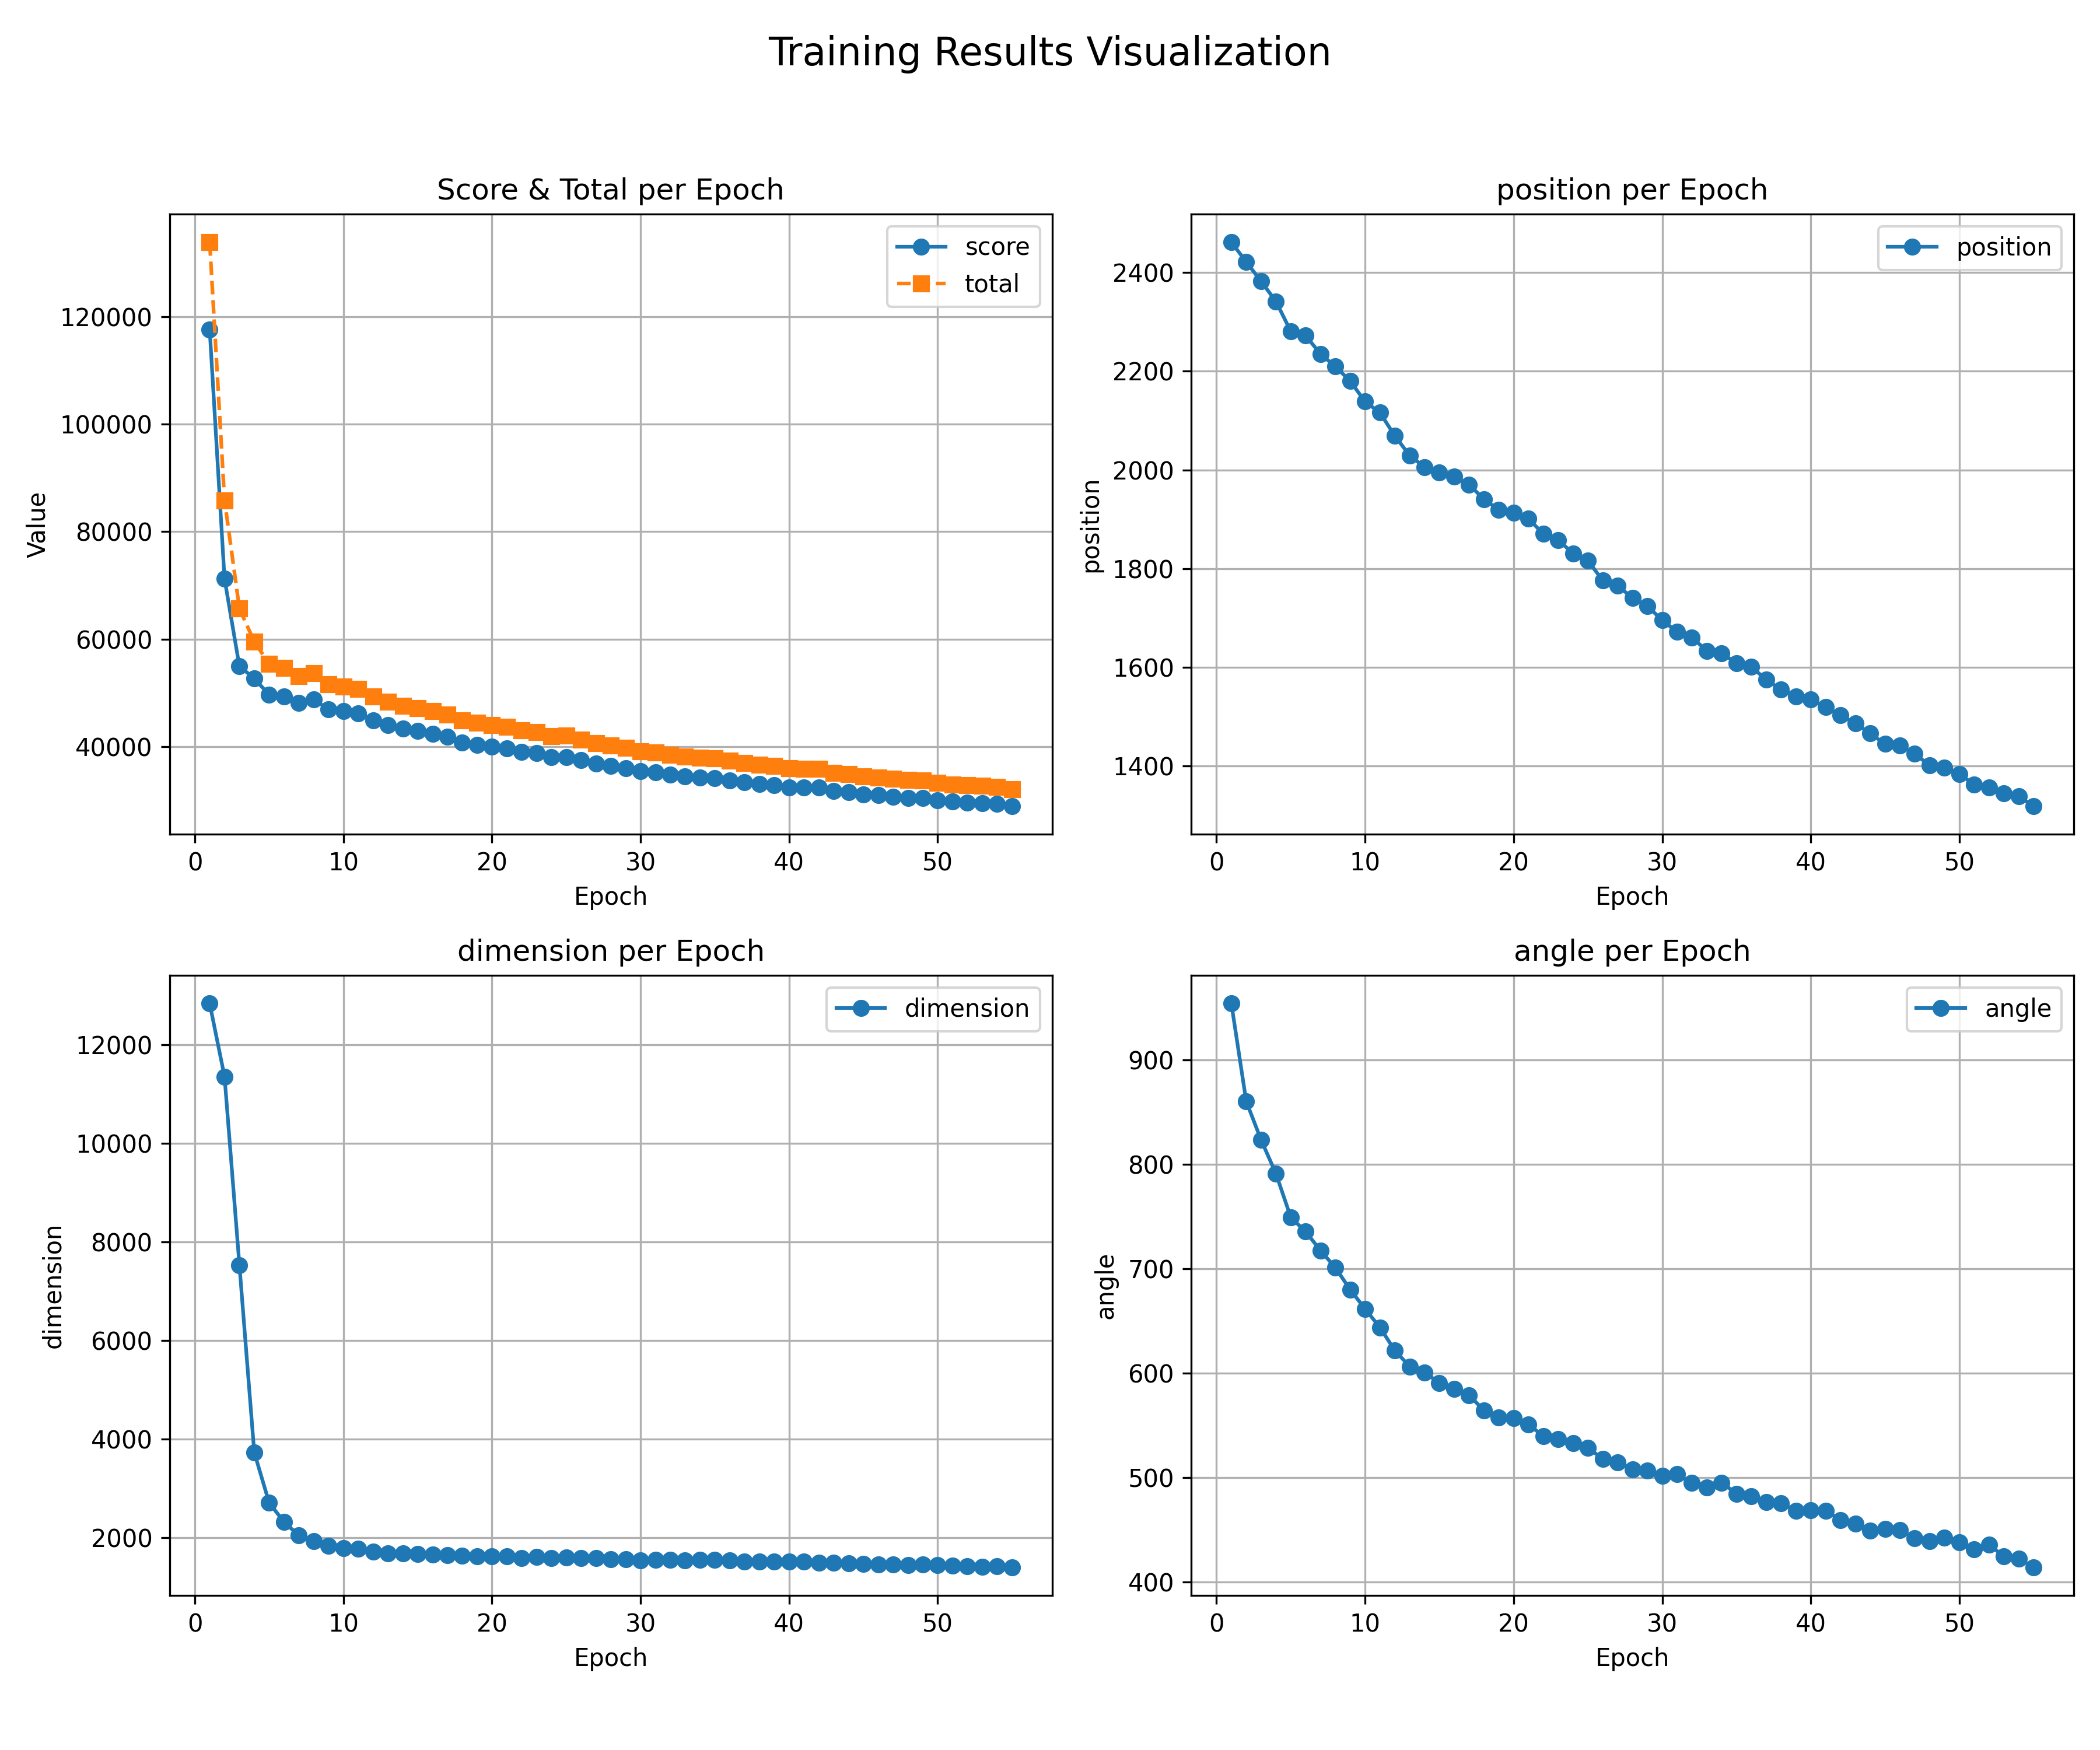 Training Results Visualization
Score & Total per Epoch
score
total
Value
120000
100000
80000
60000
40000
0 10 20 30 40 50
Epoch
position per Epoch
position
position
2400
2200
2000
1800
1600
1400
0 10 20 30 40 50
Epoch
dimension per Epoch
dimension
dimension
12000
10000
8000
6000
4000
2000
0 10 20 30 40 50
Epoch
angle per Epoch
angle
angle
900
800
700
600
500
400
0 10 20 30 40 50
Epoch